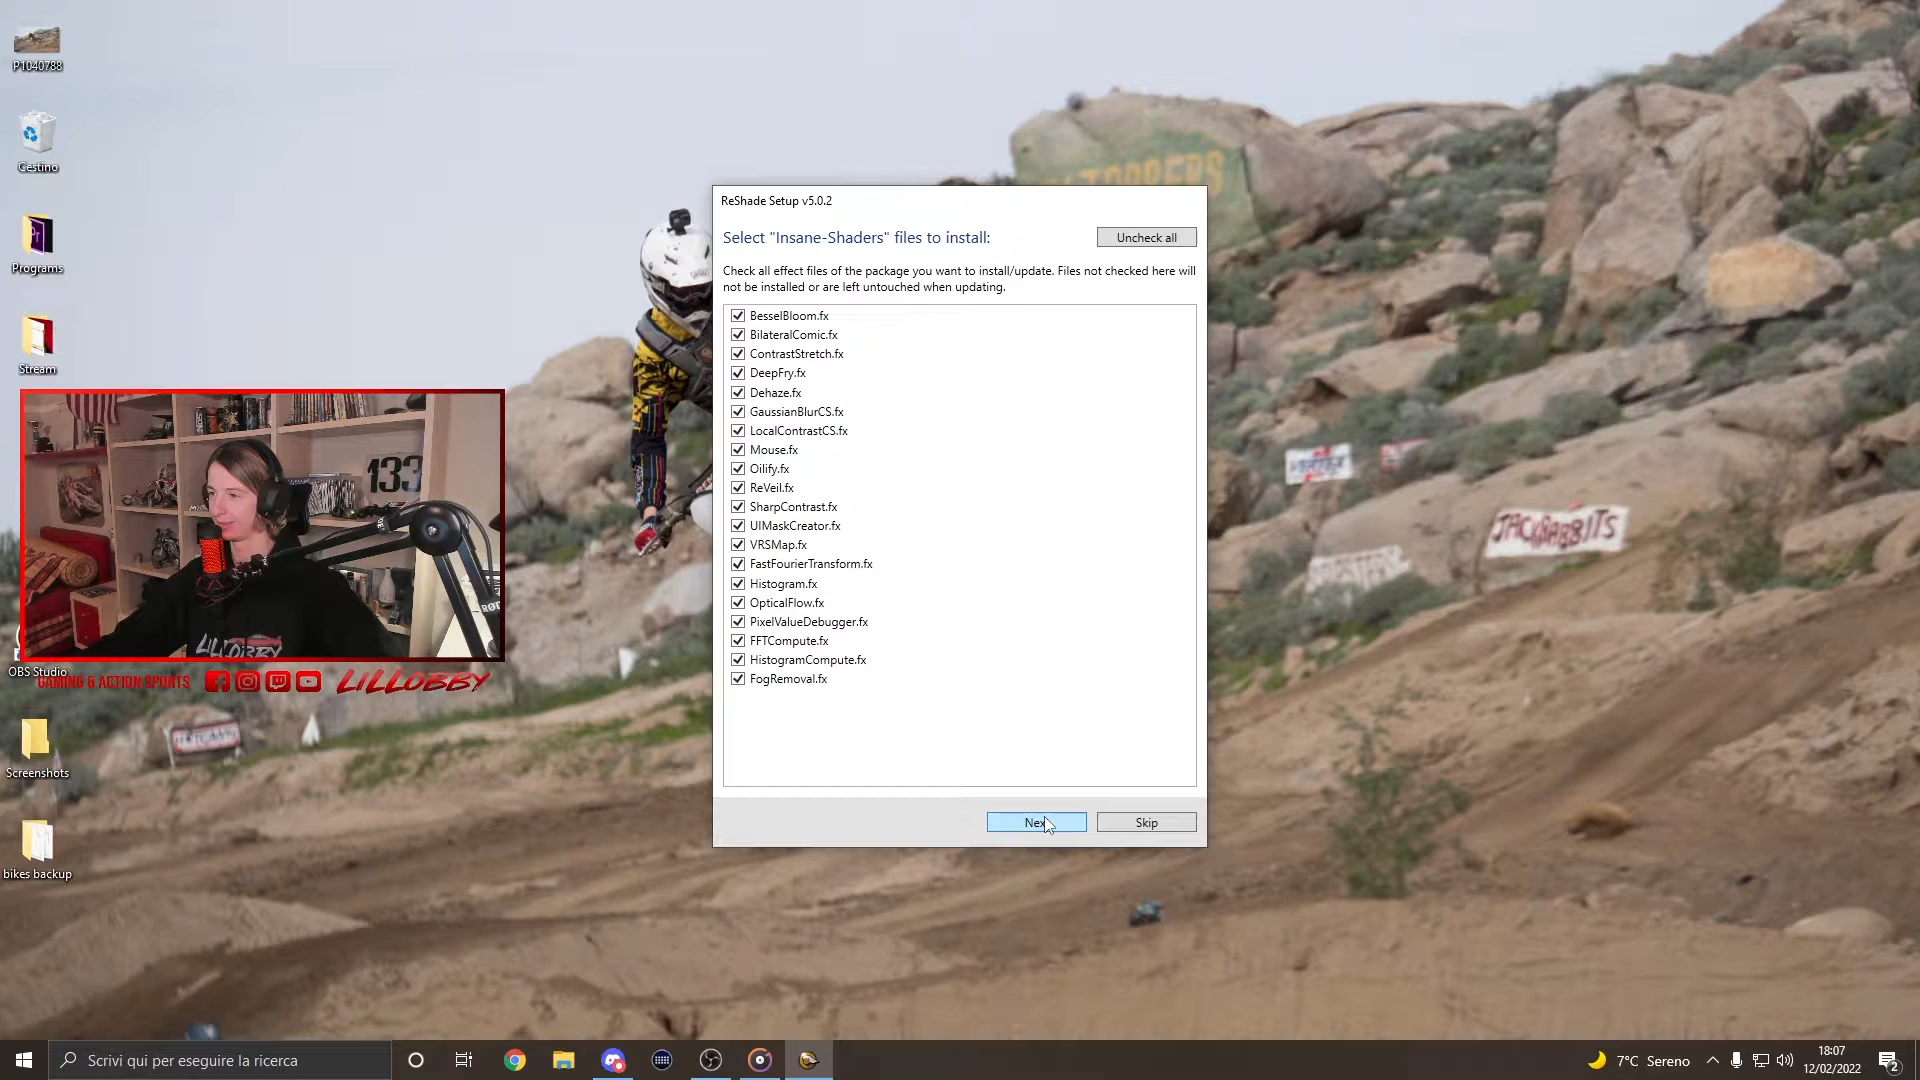 P1040788
Cestino
Programs
Stream
OBS Studio
Screenshots
bikes backup
133
LILLOBBY
GAMING & ACTION SPORTS
LILLOBBY
ReShade Setup v5.0.2
Select "Insane-Shaders" files to install:
Uncheck all
Check all effect files of the package you want to install/update. Files not checked here will
not be installed or are left untouched when updating.
BesselBloom.fx
BilateralComic.fx
ContrastStretch.fx
DeepFry.fx
Dehaze.fx
GaussianBlurCS.fx
LocalContrastCS.fx
Mouse.fx
Oilify.fx
ReVeil.fx
SharpContrast.fx
UIMaskCreator.fx
VRSMap.fx
FastFourierTransform.fx
Histogram.fx
OpticalFlow.fx
PixelValueDebugger.fx
FFTCompute.fx
HistogramCompute.fx
FogRemoval.fx
Next
Skip
JACKRABBITS
Scrivi qui per eseguire la ricerca
7°C Sereno
18:07
12/02/2022
2